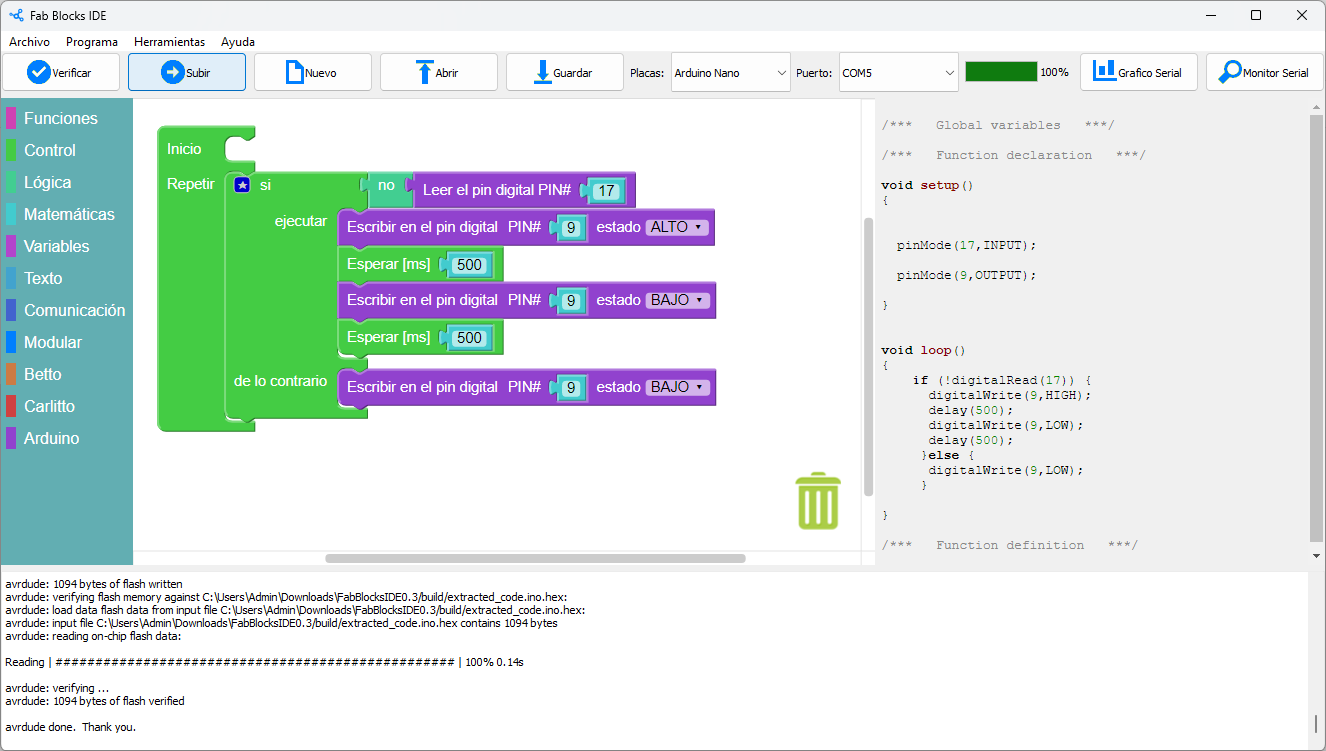 Fab Blocks IDE
Archivo Programa Herramientas Ayuda
Verificar Subir Nuevo Abrir Guardar Placas: Arduino Nano Puerto: COM5 100% Grafico Serial Monitor Serial
Funciones
Control
Lógica
Matemáticas
Variables
Texto
Comunicación
Modular
Betto
Carlitto
Arduino
Inicio
Repetir si no Leer el pin digital PIN# 17
ejecutar Escribir en el pin digital PIN# 9 estado ALTO
Esperar [ms] 500
Escribir en el pin digital PIN# 9 estado BAJO
Esperar [ms] 500
de lo contrario Escribir en el pin digital PIN# 9 estado BAJO
/*** Global variables ***/
/*** Function declaration ***/
void setup()
{
pinMode(17,INPUT);
pinMode(9,OUTPUT);
}
void loop()
{
if (!digitalRead(17)) {
digitalWrite(9,HIGH);
delay(500);
digitalWrite(9,LOW);
delay(500);
}else {
digitalWrite(9,LOW);
}
}
/*** Function definition ***/
avrdude: 1094 bytes of flash written
avrdude: verifying flash memory against C:\Users\Admin\Downloads\FabBlocksIDE0.3/build/extracted_code.ino.hex:
avrdude: load data flash data from input file C:\Users\Admin\Downloads\FabBlocksIDE0.3/build/extracted_code.ino.hex:
avrdude: input file C:\Users\Admin\Downloads\FabBlocksIDE0.3/build/extracted_code.ino.hex contains 1094 bytes
avrdude: reading on-chip flash data:
Reading | ################################################## | 100% 0.14s
avrdude: verifying ...
avrdude: 1094 bytes of flash verified
avrdude done. Thank you.